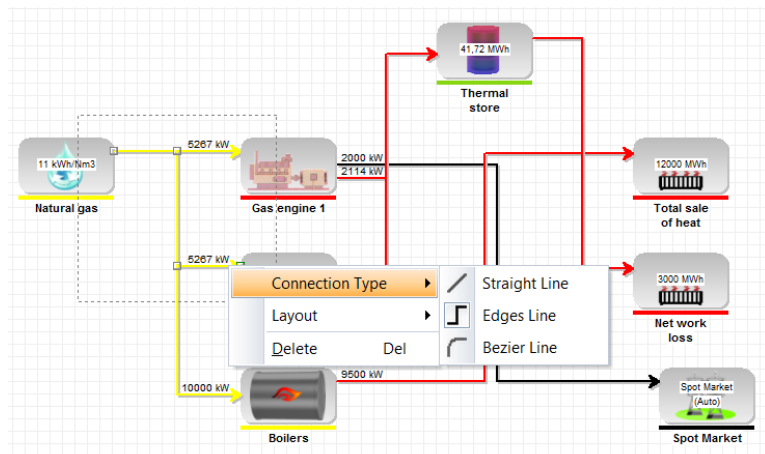 41,72 MWh
Thermal
store
5267 kW
11 kWh/Nm3
Natural gas
Gas engine 1
2000 kW
2114 kW
12000 MWh
Total sale
of heat
5267 kW
Connection Type
Straight Line
Layout
Edges Line
Delete
Del
Bezier Line
3000 MWh
Net work
loss
10000 kW
9500 kW
Boilers
Spot Market
(Auto)
Spot Market